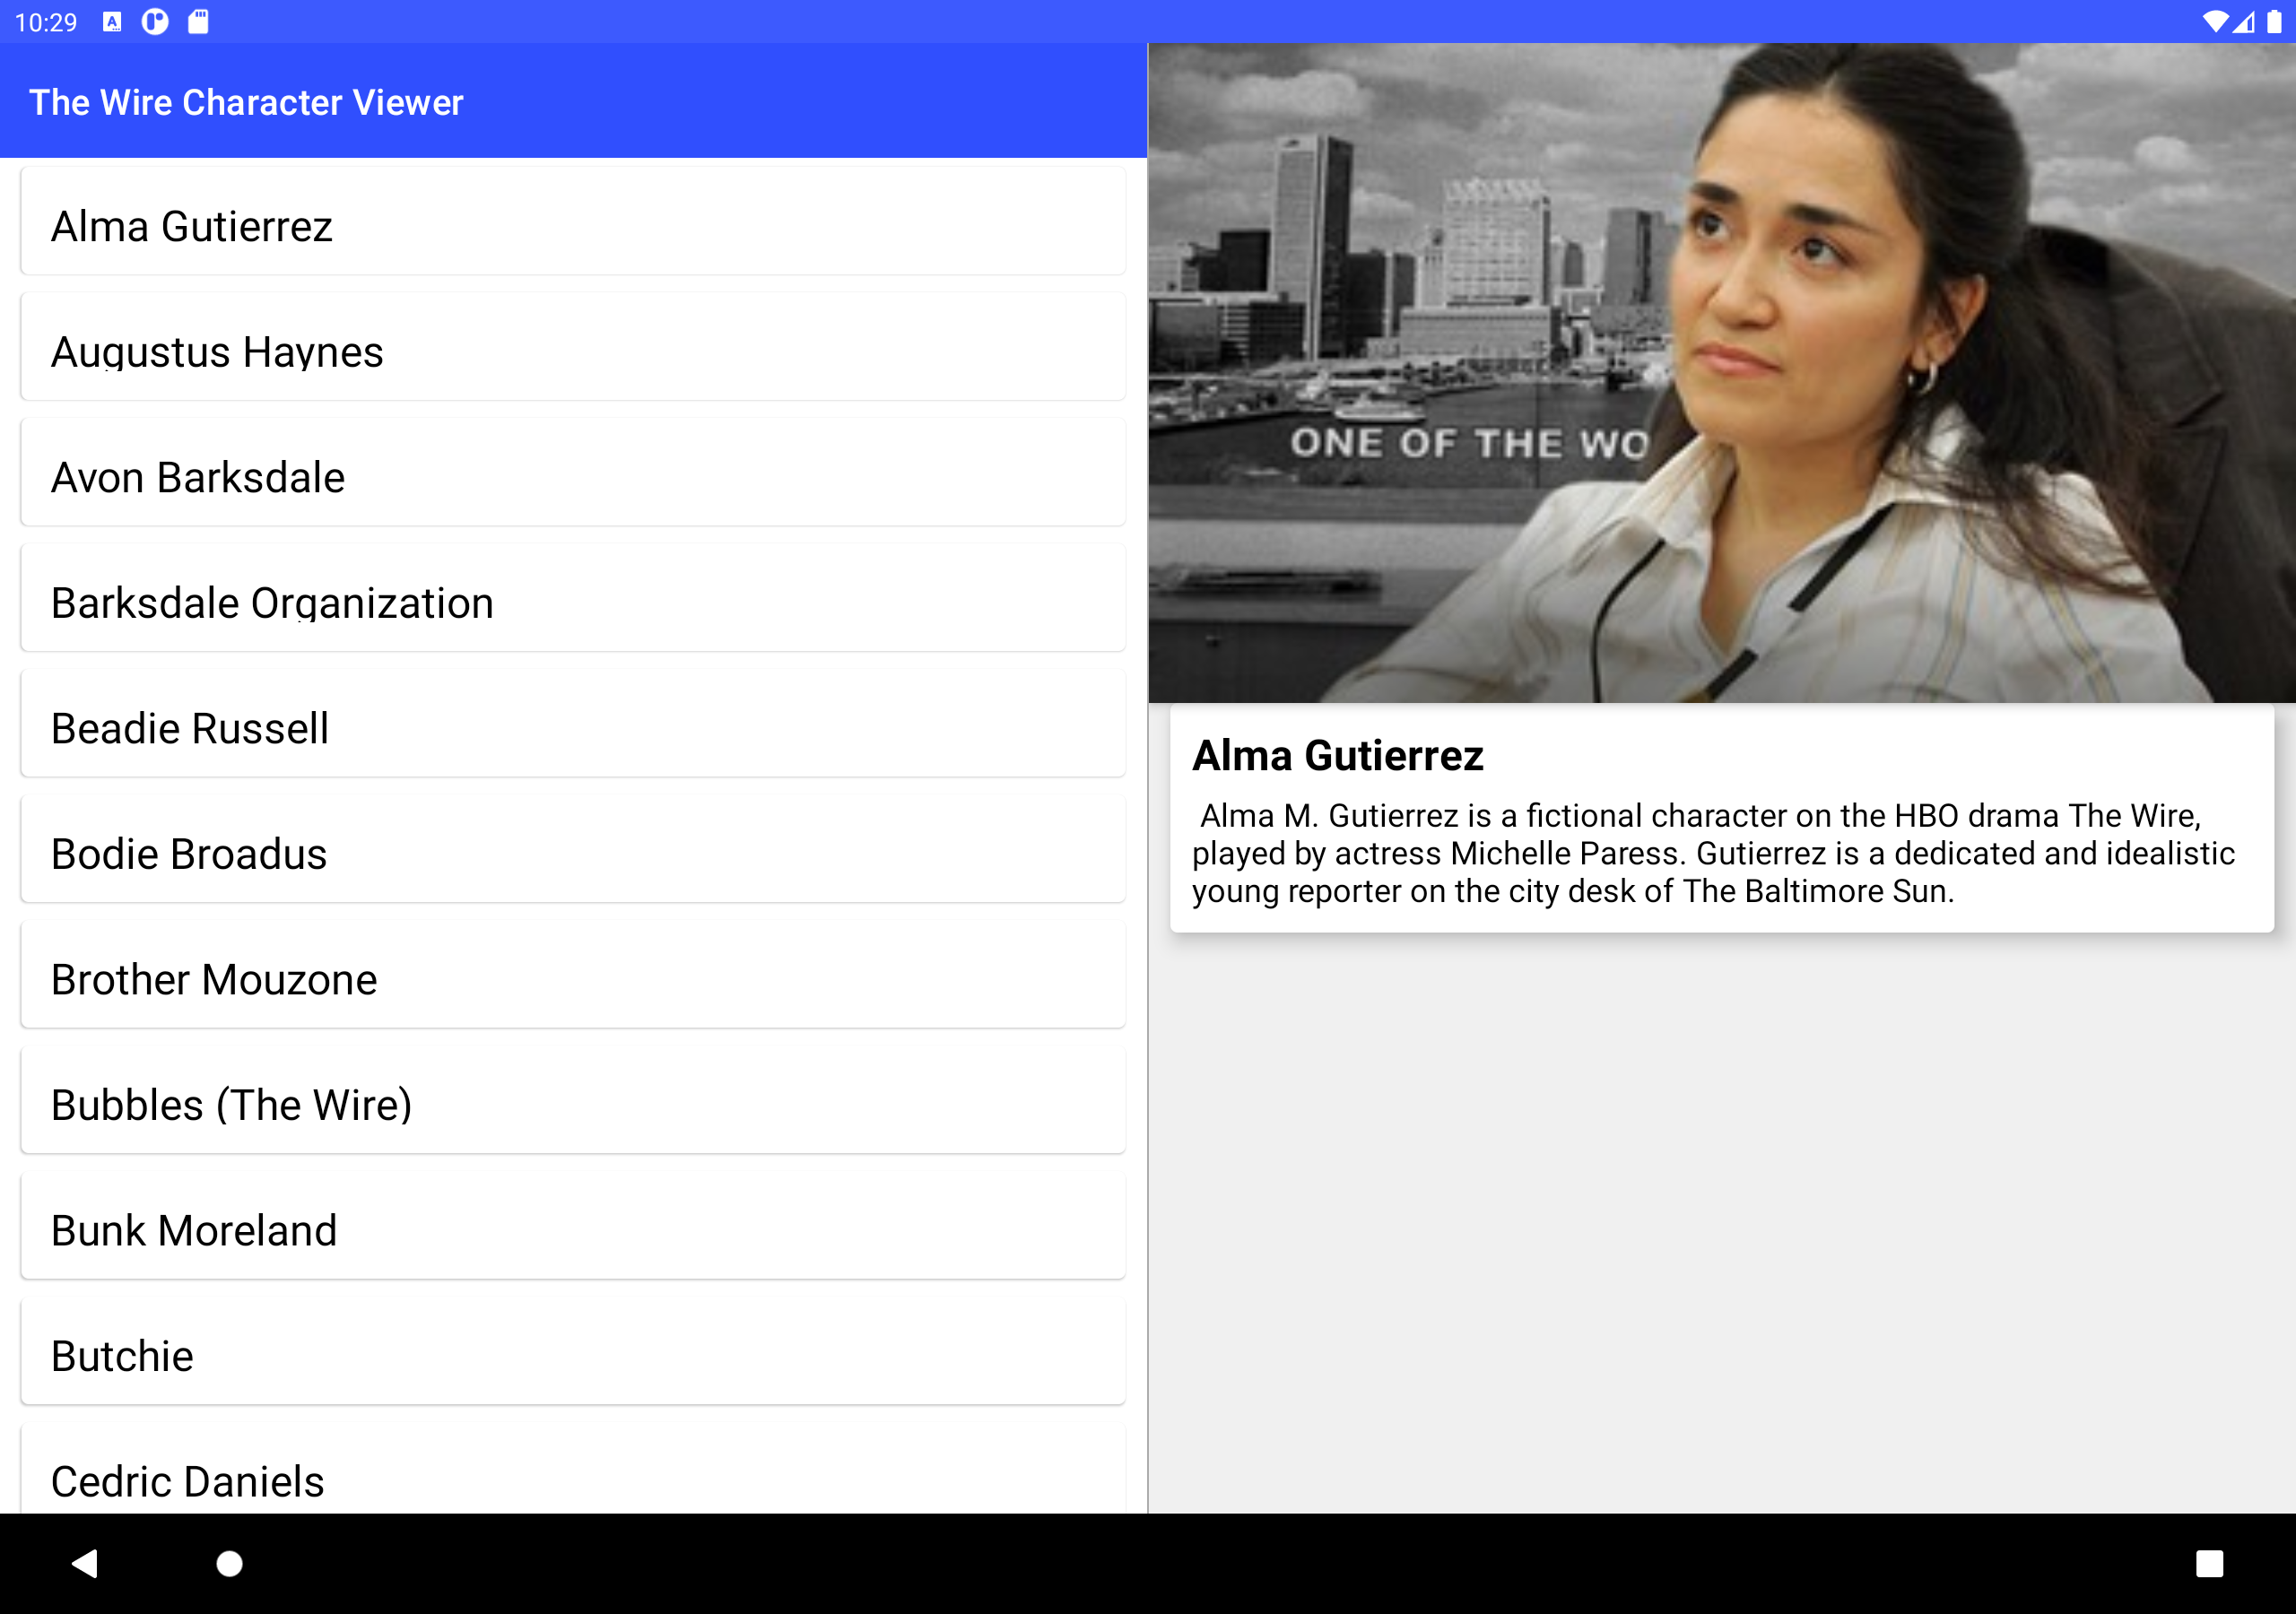 10:29
The Wire Character Viewer
Alma Gutierrez
Augustus Haynes
Avon Barksdale
Barksdale Organization
Beadie Russell
Bodie Broadus
Brother Mouzone
Bubbles (The Wire)
Bunk Moreland
Butchie
Cedric Daniels
ONE OF THE WO
Alma Gutierrez
Alma M. Gutierrez is a fictional character on the HBO drama The Wire,
played by actress Michelle Paress. Gutierrez is a dedicated and idealistic
young reporter on the city desk of The Baltimore Sun.